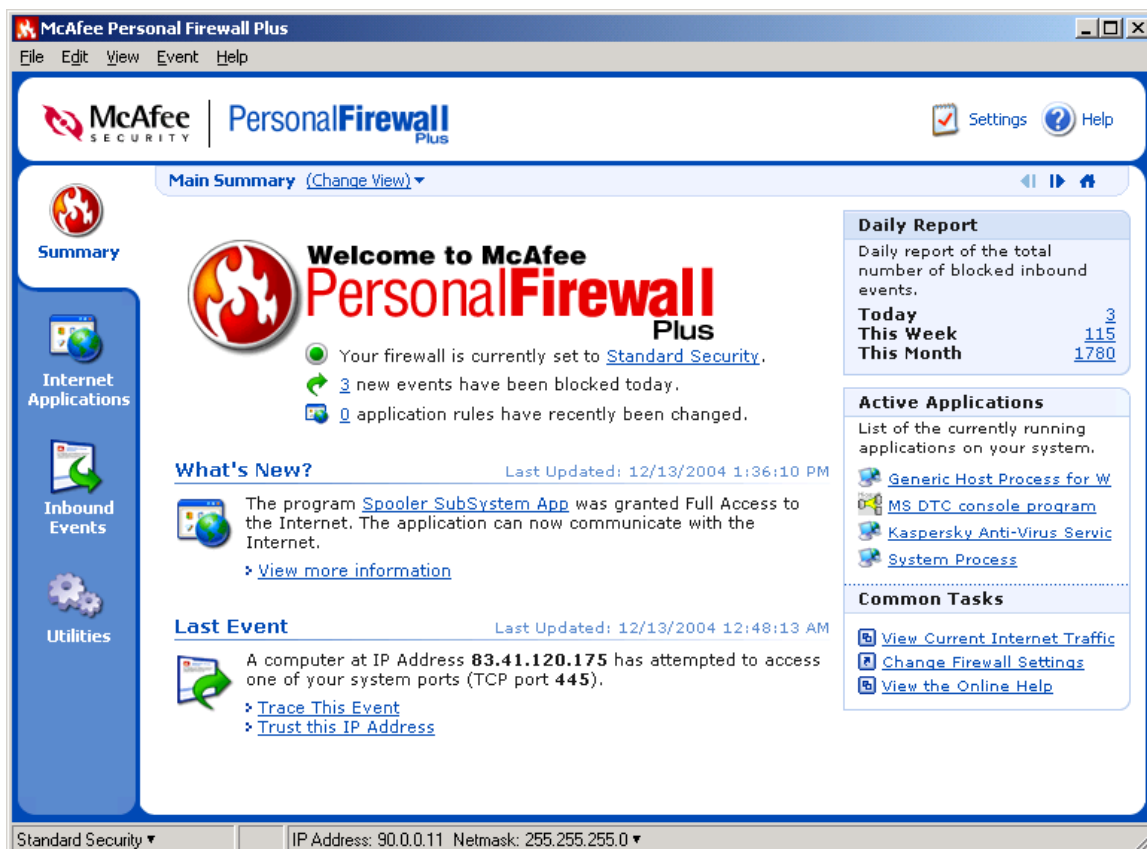 McAfee Personal Firewall Plus
File Edit View Event Help
McAfee
SECURITY
PersonalFirewall
Plus
Settings
Help
Summary
Internet
Applications
Inbound
Events
Utilities
Main Summary (Change View)
Welcome to McAfee
PersonalFirewall
Plus
Your firewall is currently set to Standard Security.
3 new events have been blocked today.
0 application rules have recently been changed.
What's New? Last Updated: 12/13/2004 1:36:10 PM
The program Spooler SubSystem App was granted Full Access to
the Internet. The application can now communicate with the
Internet.
View more information
Last Event Last Updated: 12/13/2004 12:48:13 AM
A computer at IP Address 83.41.120.175 has attempted to access
one of your system ports (TCP port 445).
Trace This Event
Trust this IP Address
Daily Report
Daily report of the total
number of blocked inbound
events.
Today 3
This Week 115
This Month 1780
Active Applications
List of the currently running
applications on your system.
Generic Host Process for W
MS DTC console program
Kaspersky Anti-Virus Servic
System Process
Common Tasks
View Current Internet Traffic
Change Firewall Settings
View the Online Help
Standard Security
IP Address: 90.0.0.11 Netmask: 255.255.255.0